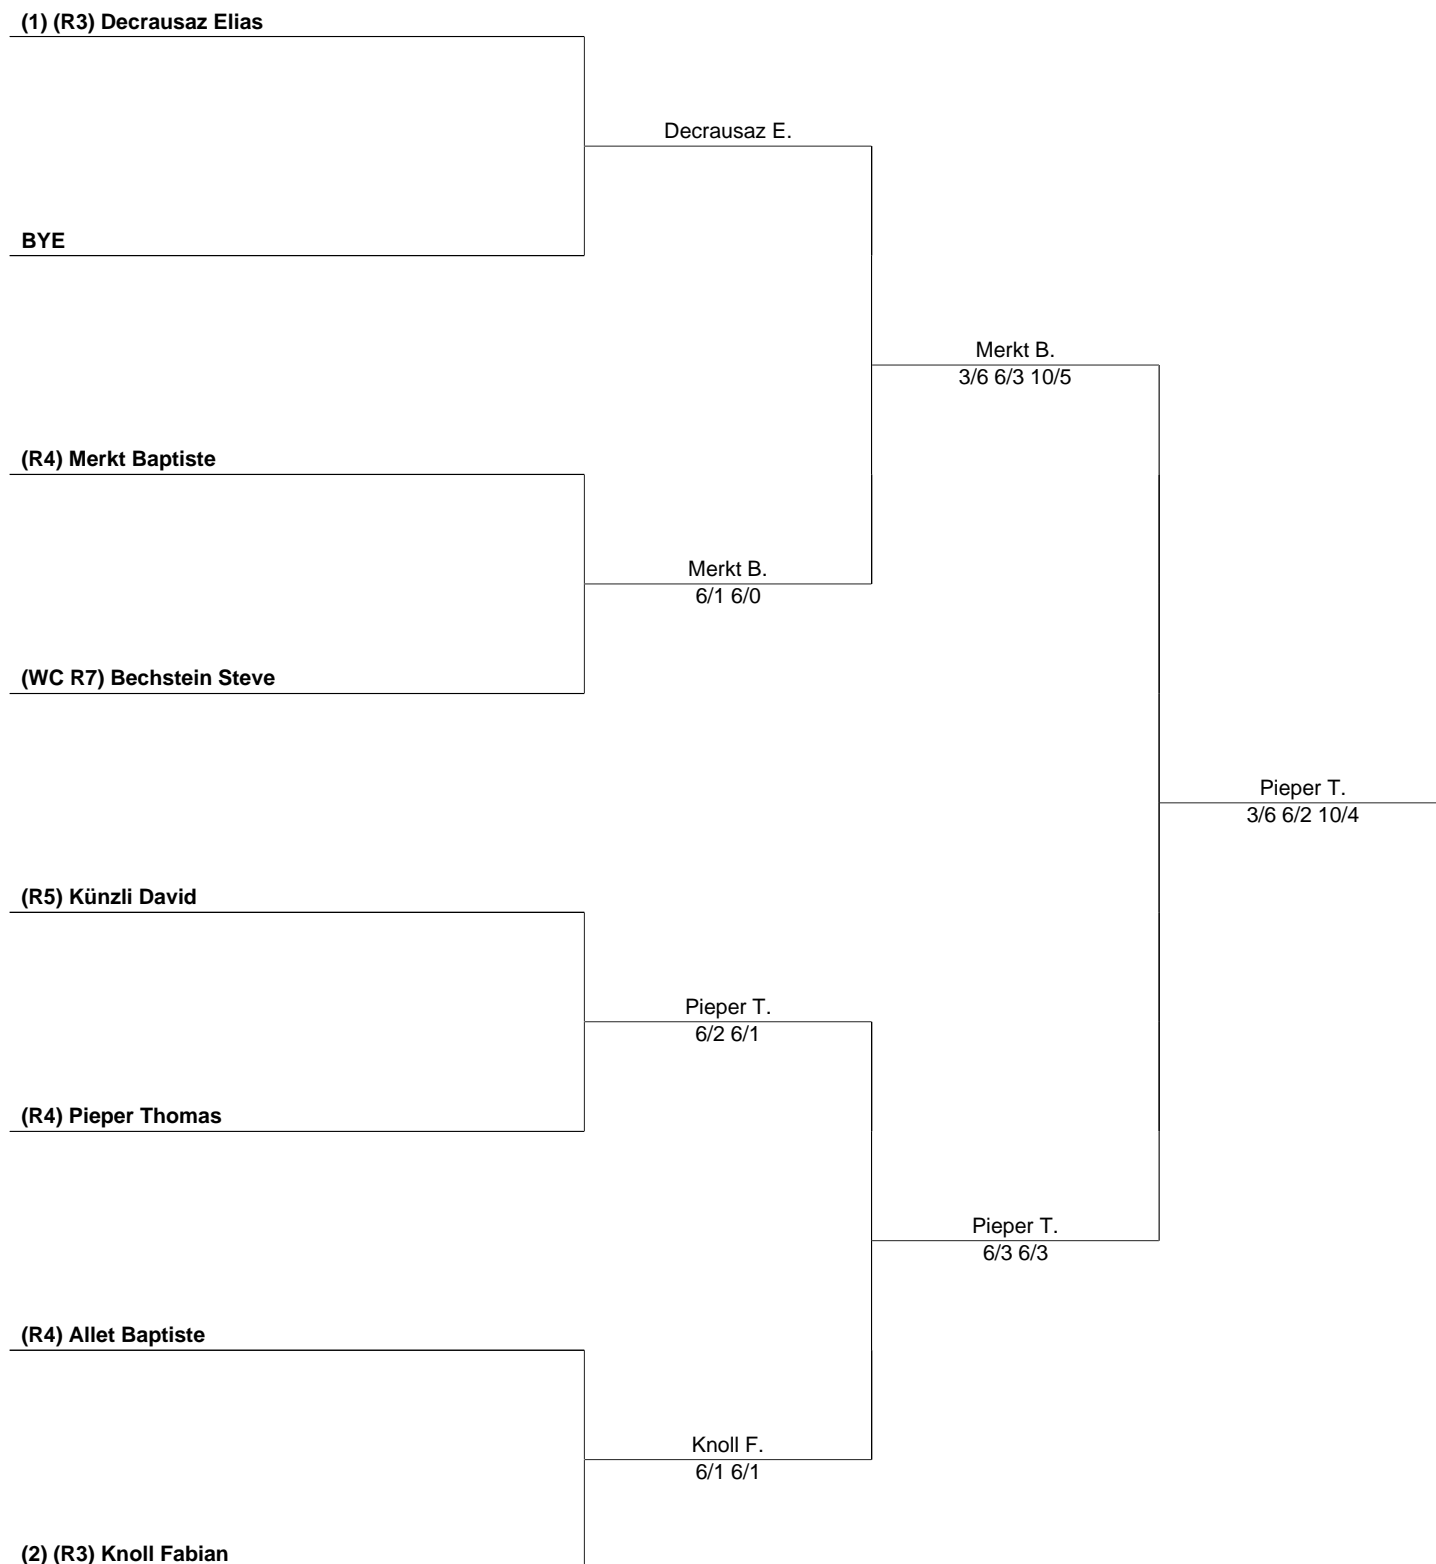 (1) (R3) Decrausaz Elias
Decrausaz E.
BYE
Merkt B.
3/6 6/3 10/5
(R4) Merkt Baptiste
Merkt B.
6/1 6/0
(WC R7) Bechstein Steve
Pieper T.
3/6 6/2 10/4
(R5) Künzli David
Pieper T.
6/2 6/1
(R4) Pieper Thomas
Pieper T.
6/3 6/3
(R4) Allet Baptiste
Knoll F.
6/1 6/1
(2) (R3) Knoll Fabian